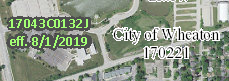 17043C0132J
eff. 8/1/2019
City of Wheaton
170221